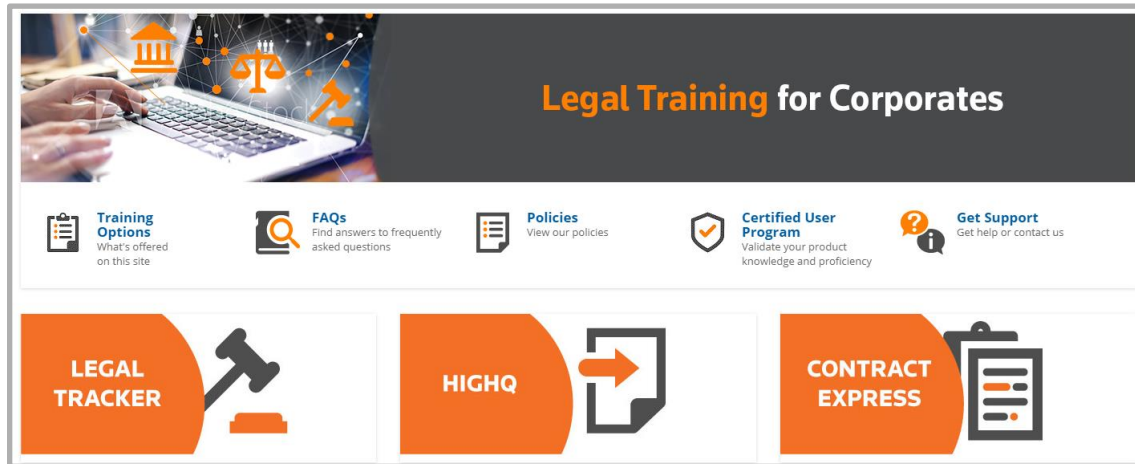 Legal Training for Corporates
Training
Options
What's offered
on this site
FAQs
Find answers to frequently
asked questions
Policies
View our policies
Certified User
Program
Validate your product
knowledge and proficiency
Get Support
Get help or contact us
LEGAL
TRACKER
HIGHQ
CONTRACT
EXPRESS